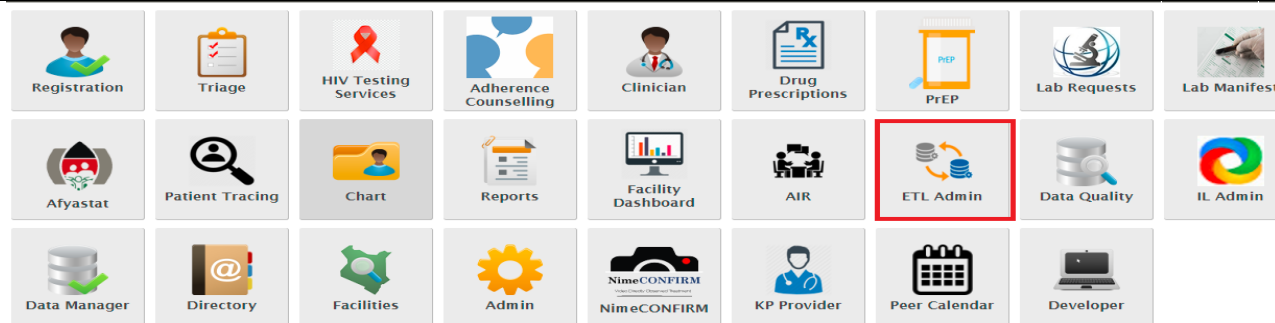 Registration
Triage
HIV Testing
Services
Adherence
Counselling
Clinician
Rx
Drug
Prescriptions
PrEP
PrEP
Lab Requests
Lab Manifest
Afyastat
Patient Tracing
Chart
Reports
Facility
Dashboard
AIR
ETL Admin
Data Quality
IL Admin
Data Manager
@
Directory
Facilities
Admin
NimeCONFIRM
NimeCONFIRM
KP Provider
Peer Calendar
Developer